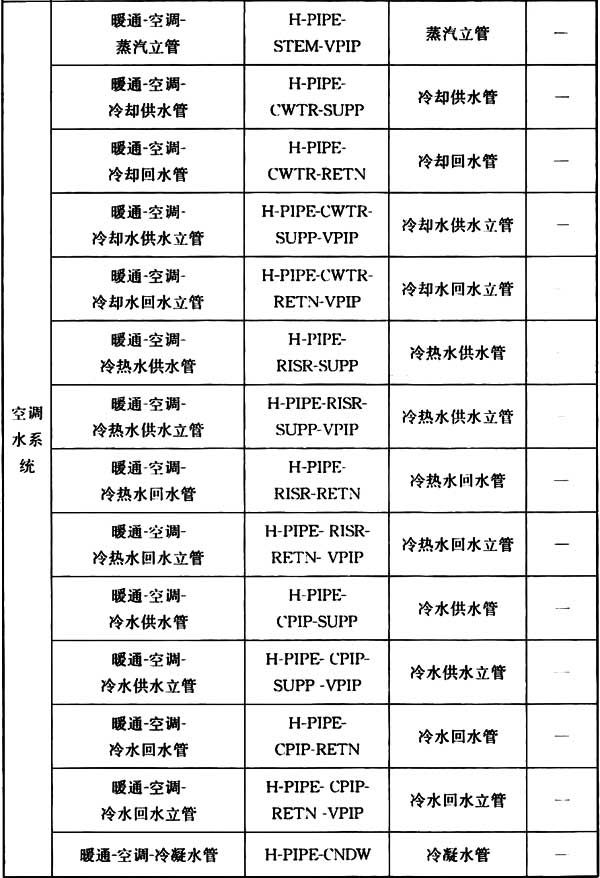 暖通-空调-
蒸汽立管
H-PIPE-
STEM-VPIP
蒸汽立管
—
暖通-空调-
冷却供水管
H-PIPE-
CWTR-SUPP
冷却供水管
—
暖通-空调-
冷却回水管
H-PIPE-
CWTR-RETN
冷却回水管
—
暖通-空调-
冷却水供水立管
H-PIPE-CWTR-
SUPP-VPIP
冷却水供水立管
—
暖通-空调-
冷却水回水立管
H-PIPE-CWTR-
RETN-VPIP
冷却水回水立管
暖通-空调-
冷热水供水管
H-PIPE-
RISR-SUPP
冷热水供水管
空调
水系
统
暖通-空调-
冷热水供水立管
H-PIPE-RISR-
SUPP-VPIP
冷热水供水立管
—
暖通-空调-
冷热水回水管
H-PIPE-
RISR-RETN
冷热水回水管
—
暖通-空调-
冷热水回水立管
H-PIPE- RISR-
RETN- VPIP
冷热水回水立管
—
暖通-空调-
冷水供水管
H-PIPE-
CPIP-SUPP
冷水供水管
—
暖通-空调-
冷水供水立管
H-PIPE- CPIP-
SUPP -VPIP
冷水供水立管
—
暖通-空调-
冷水回水管
H-PIPE-
CPIP-RETN
冷水回水管
—
暖通-空调-
冷水回水立管
H-PIPE- CPIP-
RETN -VPIP
冷水回水立管
—
暖通-空调-冷凝水管
H-PIPE-CNDW
冷凝水管
—